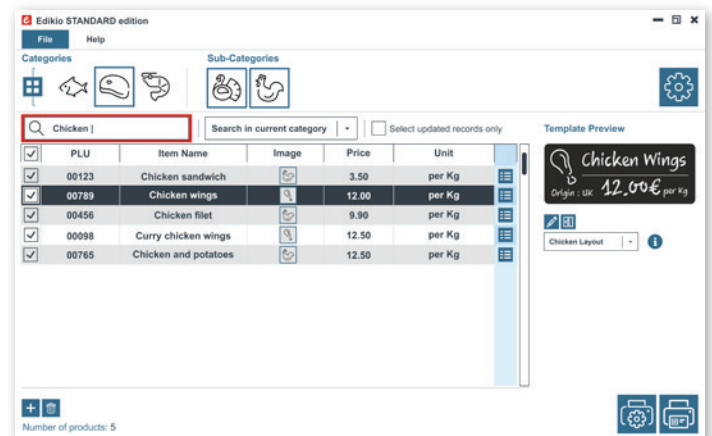 Edikio STANDARD edition
File Help
Categories Sub-Categories
Chicken | Search in current category Select updated records only Template Preview
PLU Item Name Image Price Unit
00123 Chicken sandwich 3.50 per Kg
00789 Chicken wings 12.00 per Kg
00456 Chicken filet 9.90 per Kg
00098 Curry chicken wings 12.50 per Kg
00765 Chicken and potatoes 12.50 per Kg
Chicken Wings
Origin : UK 12.00€ per Kg
Chicken Layout
Number of products: 5